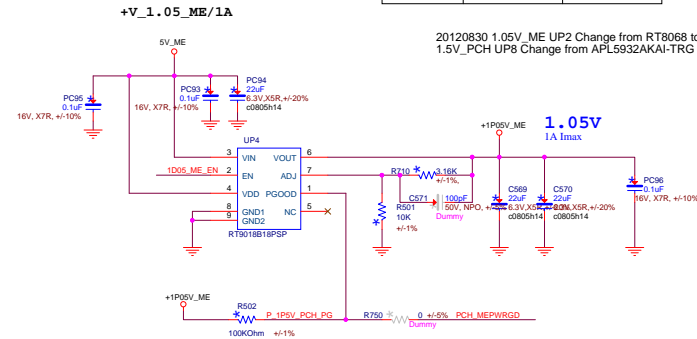 +V_1.05_ME/1A
20120830 1.05V_ME UP2 Change from RT8068 to
1.5V_PCH UP8 Change from APL5932AKAI-TRG
5V_ME
PC95
0.1uF
16V, X7R, +/-10%
PC93
0.1uF
16V, X7R, +/-10%
PC94
22uF
6.3V,X5R,+/-20%
c0805h14
UP4
1D05_ME_EN
3 VIN VOUT 6
2 EN ADJ 7
4 VDD PGOOD 1
8 GND1 NC 5
9 GND2
RT9018B18PSP
+1P05V_ME
1.05V
1A Imax
R710 3.16K
+/-1%,
C571 100pF
50V, NPO, +/-5%
Dummy
R501
10K
+/-1%
C569
22uF
6.3V,X5R,+/-20%
c0805h14
C570
22uF
6.3V,X5R,+/-20%
c0805h14
PC96
0.1uF
16V, X7R, +/-10%
+1P05V_ME
R502
100KOhm +/-1%
P_1P5V_PCH_PG
R750 0 +/-5%
Dummy
PCH_MEPWRGD